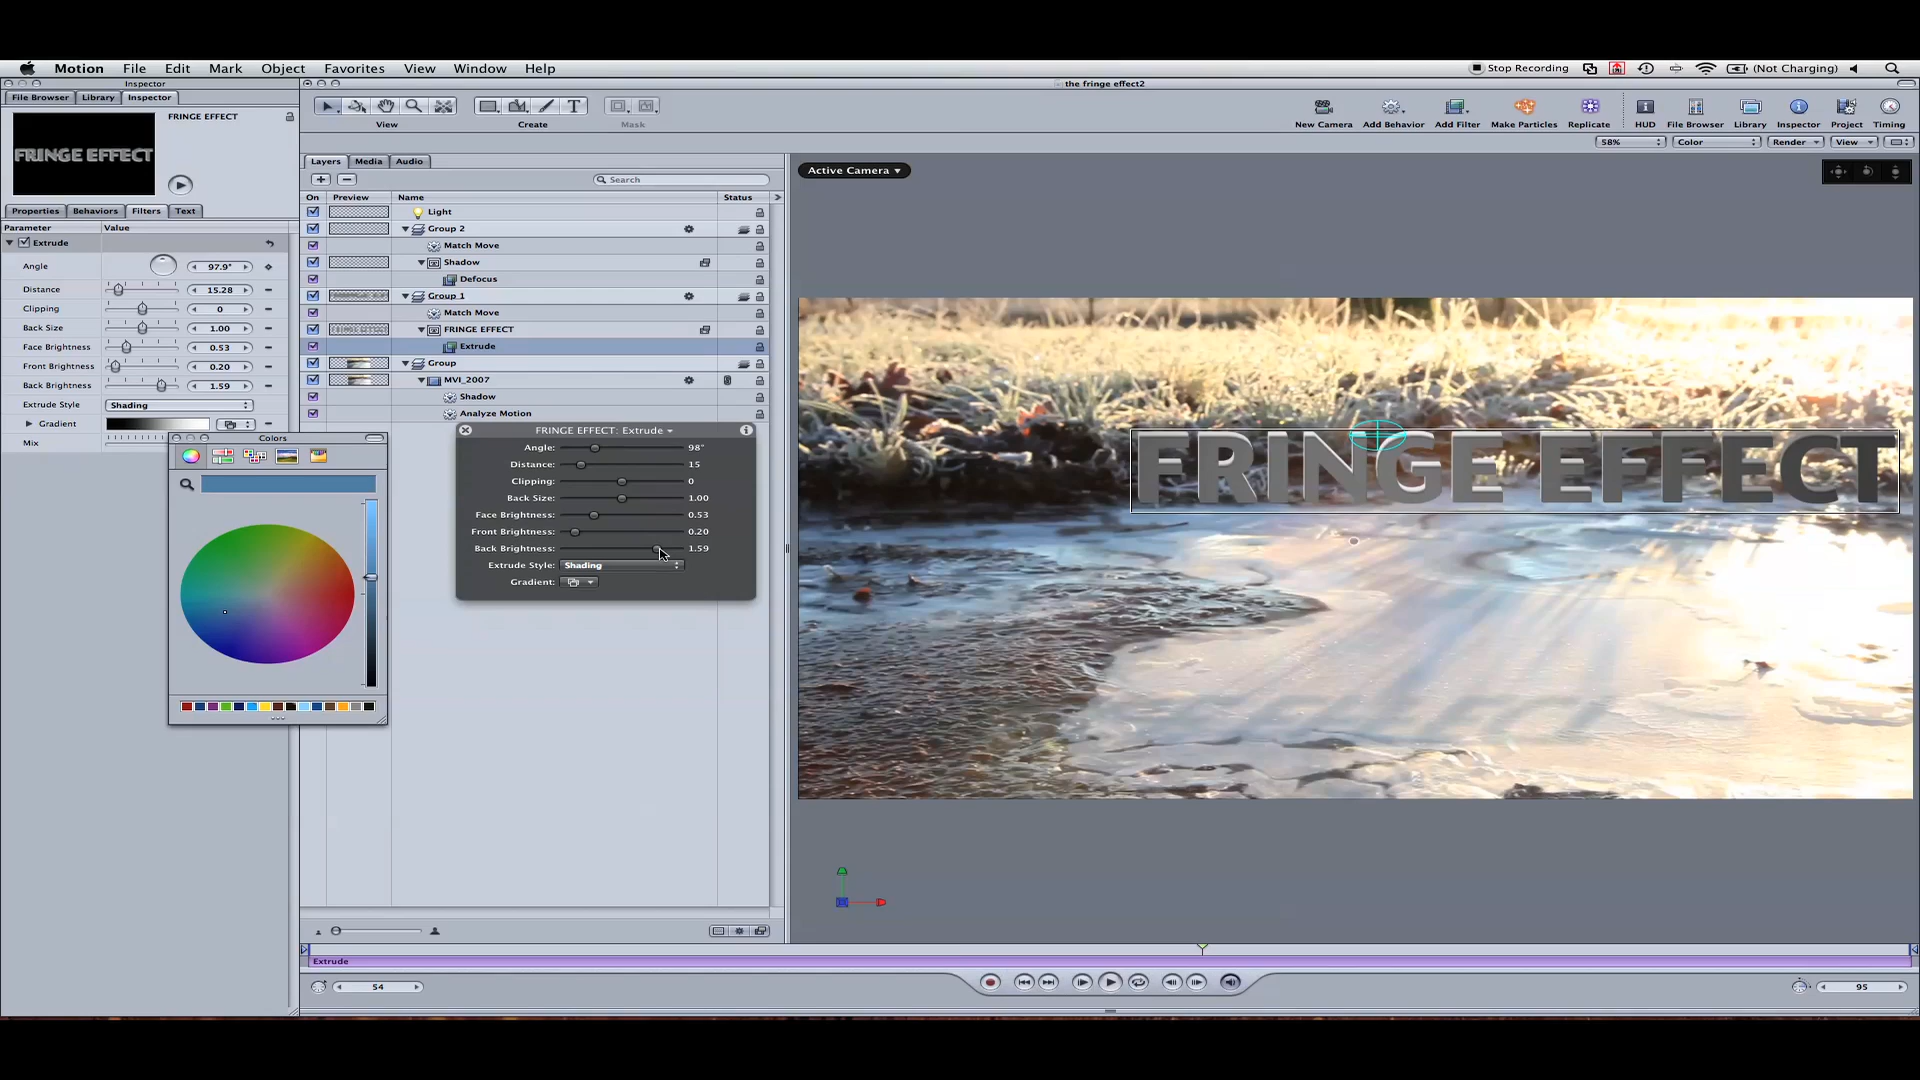 Motion File Edit Mark Object Favorites View Window Help Stop Recording (Not Charging)
Inspector the fringe effect2
File Browser Library Inspector
FRINGE EFFECT
FRINGE EFFECT
View Create Mask New Camera Add Behavior Add Filter Make Particles Replicate HUD File Browser Library Inspector Project Timing
58% Color Render View
Layers Media Audio
Active Camera
Search
On Preview Name Status
Properties Behaviors Filters Text
Parameter Value
Extrude
Angle 97.9°
Distance 15.28
Clipping 0
Back Size 1.00
Face Brightness 0.53
Front Brightness 0.20
Back Brightness 1.59
Extrude Style Shading
Gradient
Mix
Light
Group 2
Match Move
Shadow
Defocus
Group 1
Match Move
FRINGE EFFECT
Extrude
Group
MVI_2007
Shadow
Analyze Motion
Colors
FRINGE EFFECT: Extrude
Angle: 98°
Distance: 15
Clipping: 0
Back Size: 1.00
Face Brightness: 0.53
Front Brightness: 0.20
Back Brightness: 1.59
Extrude Style: Shading
Gradient:
FRINGE EFFECT
Extrude
54 95